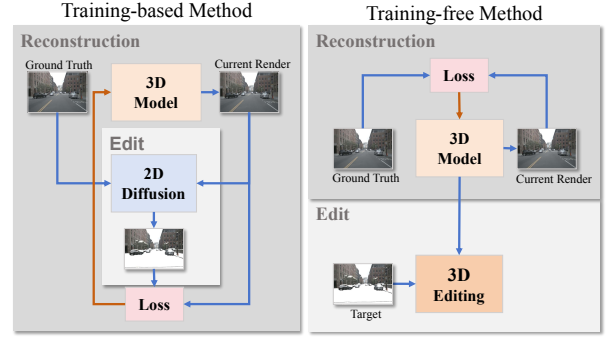 Training-based Method
Reconstruction
Ground Truth
Current Render
3D
Model
Edit
2D
Diffusion
Loss
Training-free Method
Reconstruction
Loss
3D
Model
Ground Truth
Current Render
Edit
Target
3D
Editing